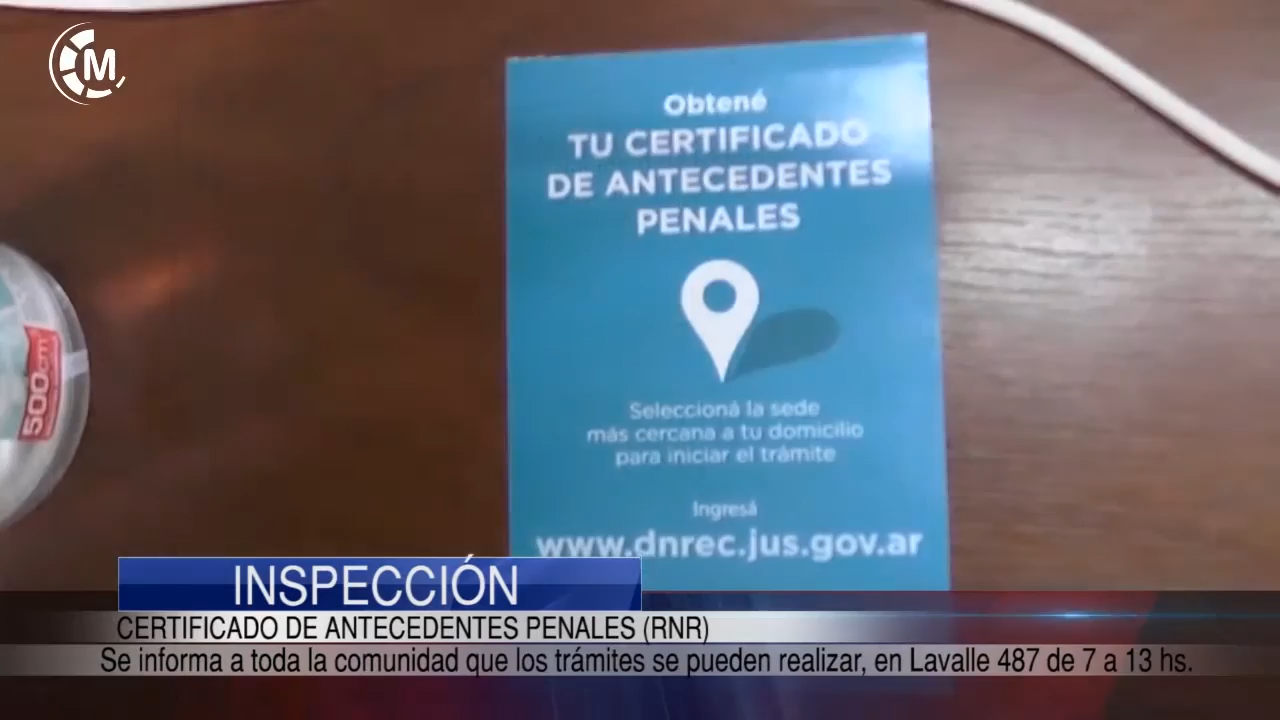 M
Obtené
TU CERTIFICADO
DE ANTECEDENTES
PENALES
Seleccioná la sede
más cercana a tu domicilio
para iniciar el trámite
Ingresá
www.dnrec.jus.gov.ar
500cm
INSPECCIÓN
CERTIFICADO DE ANTECEDENTES PENALES (RNR)
Se informa a toda la comunidad que los trámites se pueden realizar, en Lavalle 487 de 7 a 13 hs.